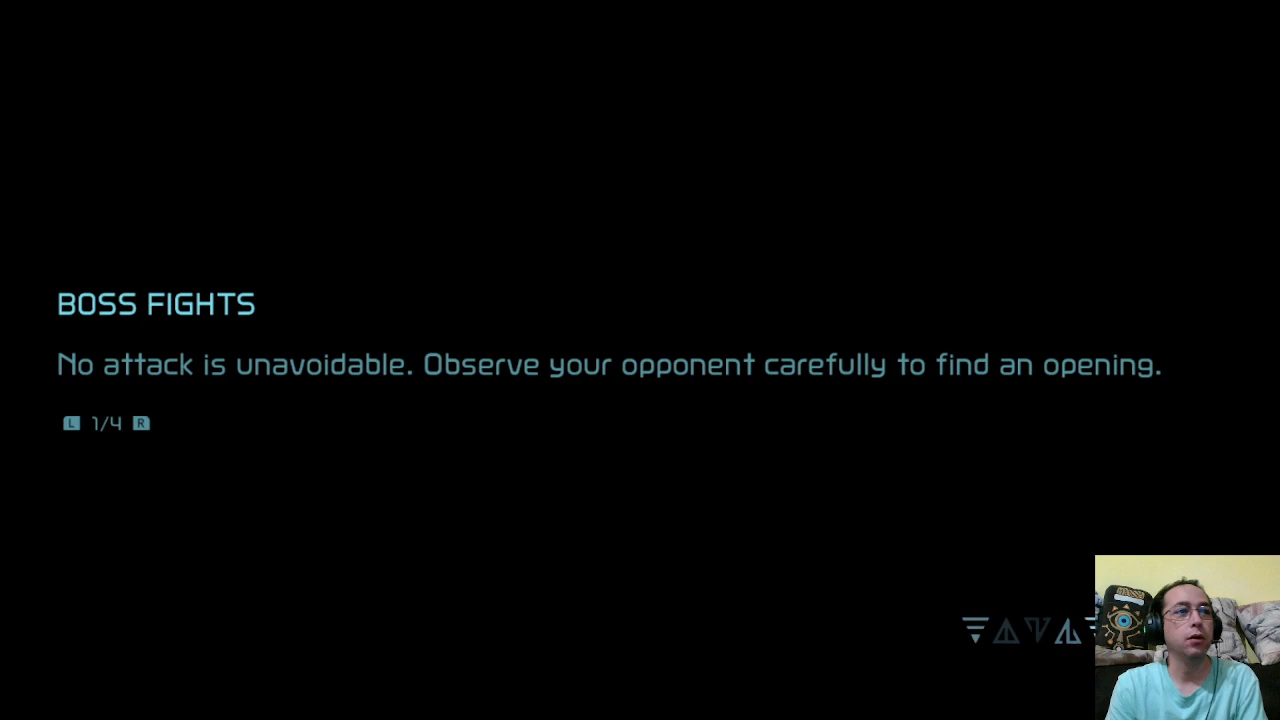 BOSS FIGHTS
No attack is unavoidable. Observe your opponent carefully to find an opening.
L 1/4 R